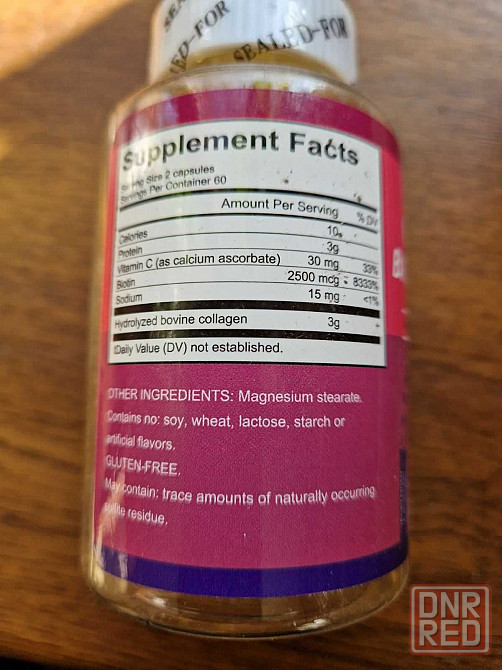 SEALED-FOR
SEALED-FOR
Supplement Facts
Serving Size 2 capsules
Servings Per Container 60
Amount Per Serving % DV
Calories 10
Protein 3g
Vitamin C (as calcium ascorbate) 30 mg 33%
Biotin 2500 mcg 8333%
Sodium 15 mg <1%
Hydrolyzed bovine collagen 3g
‡Daily Value (DV) not established.
OTHER INGREDIENTS: Magnesium stearate.
Contains no: soy, wheat, lactose, starch or
artificial flavors.
GLUTEN-FREE.
May contain: trace amounts of naturally occurring
sulfite residue.
DNR
RED